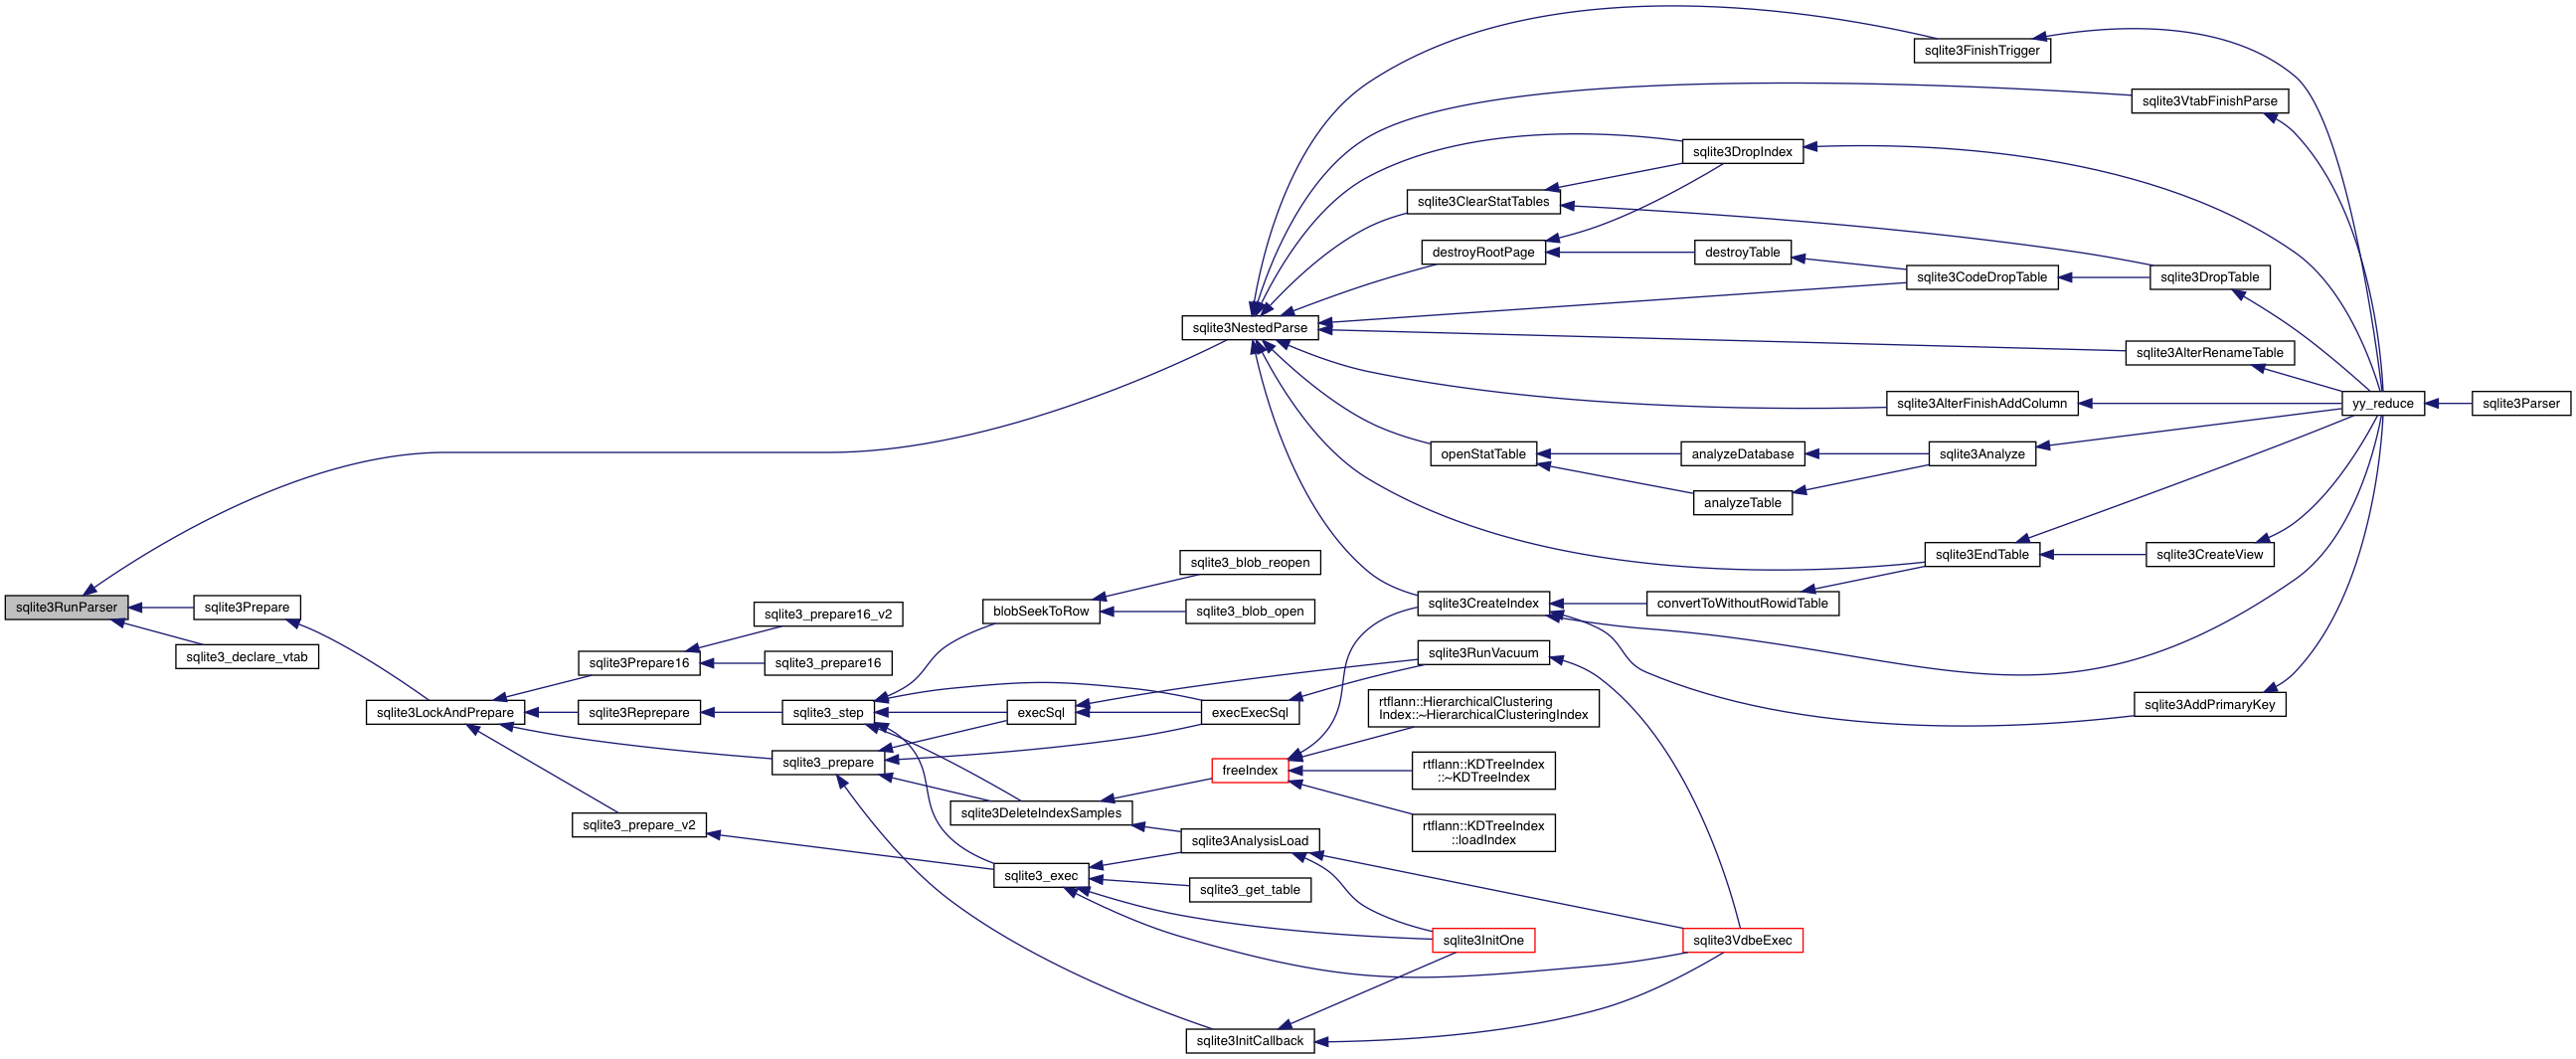 sqlite3FinishTrigger
sqlite3VtabFinishParse
sqlite3DropIndex
sqlite3ClearStatTables
destroyRootPage
destroyTable
sqlite3CodeDropTable
sqlite3DropTable
sqlite3NestedParse
sqlite3AlterRenameTable
sqlite3AlterFinishAddColumn
yy_reduce
sqlite3Parser
openStatTable
analyzeDatabase
sqlite3Analyze
analyzeTable
sqlite3EndTable
sqlite3CreateView
sqlite3_blob_reopen
sqlite3RunParser
sqlite3Prepare
sqlite3_prepare16_v2
blobSeekToRow
sqlite3_blob_open
sqlite3CreateIndex
convertToWithoutRowidTable
sqlite3_declare_vtab
sqlite3Prepare16
sqlite3_prepare16
sqlite3RunVacuum
sqlite3LockAndPrepare
sqlite3Reprepare
sqlite3_step
execSql
execExecSql
rtflann::HierarchicalClustering
Index::~HierarchicalClusteringIndex
sqlite3AddPrimaryKey
sqlite3_prepare
freeIndex
rtflann::KDTreeIndex
::~KDTreeIndex
sqlite3_prepare_v2
sqlite3DeleteIndexSamples
rtflann::KDTreeIndex
::loadIndex
sqlite3AnalysisLoad
sqlite3_exec
sqlite3_get_table
sqlite3InitOne
sqlite3VdbeExec
sqlite3InitCallback